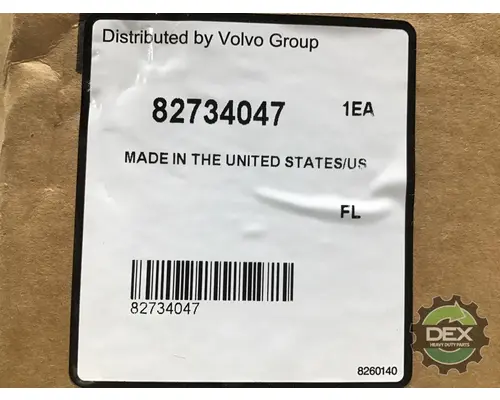 Distributed by Volvo Group
82734047 1EA
MADE IN THE UNITED STATES/US
FL
82734047
8260140
DEX
HEAVY DUTY PARTS